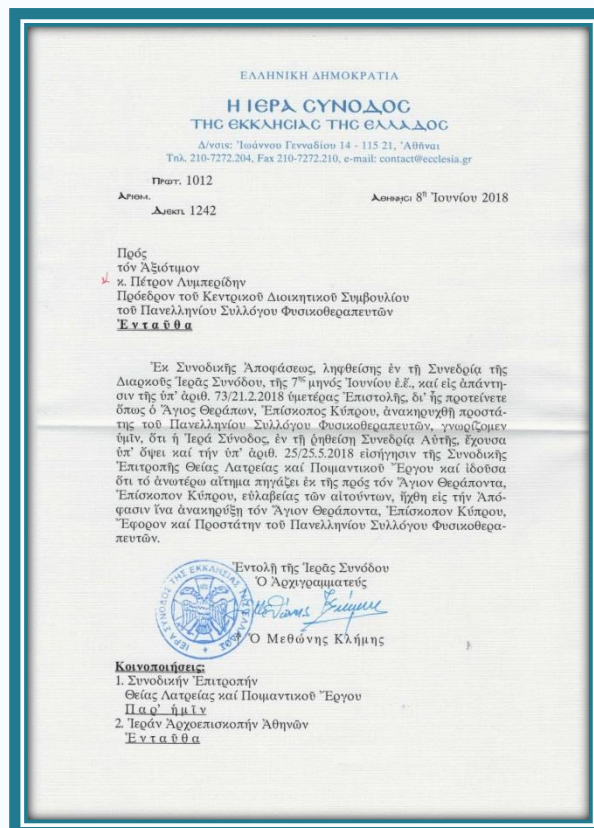 ΕΛΛΗΝΙΚΗ ΔΗΜΟΚΡΑΤΙΑ
Η ΙΕΡΑ CΥΝΟΔΟC
ΤΗC ΕΚΚΛΗCΙΑC ΤΗC ΕΛΛΑΔΟC
Δ/νσις: Ἰωάννου Γενναδίου 14 - 115 21, Ἀθῆναι
Τηλ. 210-7272.204, Fax 210-7272.210, e-mail: contact@ecclesia.gr
Πρωτ. 1012
Αριθμ.
Αθηνησι 8ῃ Ἰουνίου 2018
Διεκπ. 1242
Πρός
τόν Ἀξιότιμον
κ. Πέτρον Λυμπερίδην
Πρόεδρον τοῦ Κεντρικοῦ Διοικητικοῦ Συμβουλίου
τοῦ Πανελληνίου Συλλόγου Φυσικοθεραπευτῶν
Ἐνταῦθα
Ἐκ Συνοδικῆς Ἀποφάσεως, ληφθείσης ἐν τῇ Συνεδρίᾳ τῆς
Διαρκοῦς Ἱερᾶς Συνόδου, τῆς 7ης μηνός Ἰουνίου ἐ.ἔ., καί εἰς ἀπάντη-
σιν τῆς ὑπ' ἀριθ. 73/21.2.2018 ὑμετέρας Ἐπιστολῆς, δι' ἧς προτείνετε
ὅπως ὁ Ἅγιος Θεράπων, Ἐπίσκοπος Κύπρου, ἀνακηρυχθῇ προστά-
της τοῦ Πανελληνίου Συλλόγου Φυσικοθεραπευτῶν, γνωρίζομεν
ὑμῖν, ὅτι ἡ Ἱερά Σύνοδος, ἐν τῇ ῥηθείσῃ Συνεδρίᾳ Αὐτῆς, ἔχουσα
ὑπ' ὄψει καί τήν ὑπ' ἀριθ. 25/25.5.2018 εἰσήγησιν τῆς Συνοδικῆς
Ἐπιτροπῆς Θείας Λατρείας καί Ποιμαντικοῦ Ἔργου καί ἰδοῦσα
ὅτι τό ἀνωτέρω αἴτημα πηγάζει ἐκ τῆς πρός τόν Ἅγιον Θεράποντα,
Ἐπίσκοπον Κύπρου, εὐλαβείας τῶν αἰτούντων, ἤχθη εἰς τήν Ἀπό-
φασιν ἵνα ἀνακηρύξῃ τόν Ἅγιον Θεράποντα, Ἐπίσκοπον Κύπρου,
Ἔφορον καί Προστάτην τοῦ Πανελληνίου Συλλόγου Φυσικοθερα-
πευτῶν.
Ἐντολῇ τῆς Ἱερᾶς Συνόδου
Ὁ Ἀρχιγραμματεύς
ΙΕΡΑ ΣΥΝΟΔΟΣ ΤΗΣ ΕΚΚΛΗΣΙΑΣ ΤΗΣ ΕΛΛΑΔΟΣ
† Ὁ Μεθώνης Κλήμης
Κοινοποιήσεις:
1. Συνοδικήν Ἐπιτροπήν
Θείας Λατρείας καί Ποιμαντικοῦ Ἔργου
Παρ' ἡμῖν
2. Ἱεράν Ἀρχιεπισκοπήν Ἀθηνῶν
Ἐνταῦθα